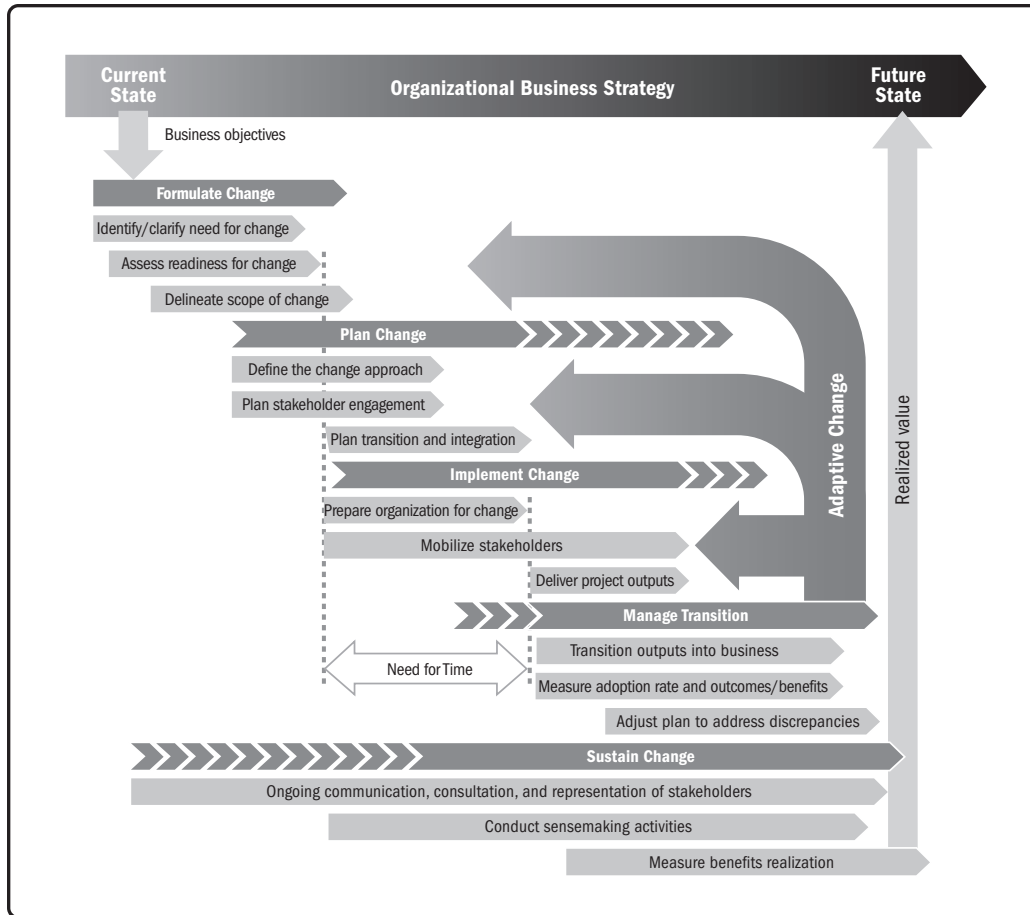 Current
State
Organizational Business Strategy
Future
State
Business objectives
Formulate Change
Identify/clarify need for change
Assess readiness for change
Delineate scope of change
Plan Change
Define the change approach
Plan stakeholder engagement
Plan transition and integration
Implement Change
Prepare organization for change
Mobilize stakeholders
Deliver project outputs
Manage Transition
Need for Time
Transition outputs into business
Measure adoption rate and outcomes/benefits
Adjust plan to address discrepancies
Sustain Change
Ongoing communication, consultation, and representation of stakeholders
Conduct sensemaking activities
Measure benefits realization
Adaptive Change
Realized value